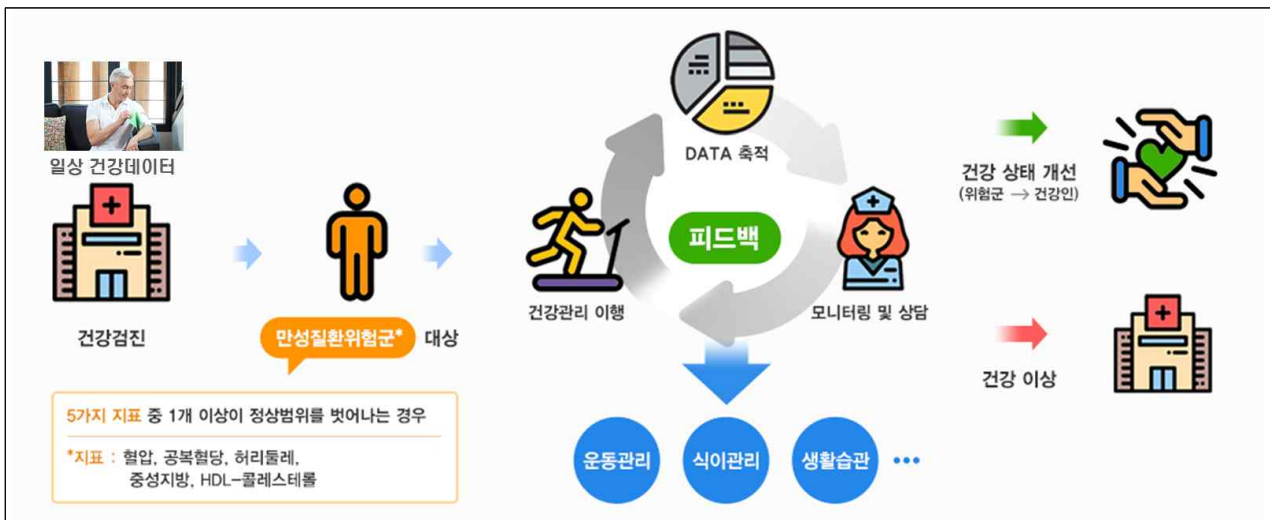 일상 건강데이터
건강검진
만성질환위험군* 대상
5가지 지표 중 1개 이상이 정상범위를 벗어나는 경우
*지표 : 혈압, 공복혈당, 허리둘레,
중성지방, HDL-콜레스테롤
DATA 축적
피드백
건강관리 이행
모니터링 및 상담
운동관리
식이관리
생활습관
•••
건강 상태 개선
(위험군 → 건강인)
건강 이상